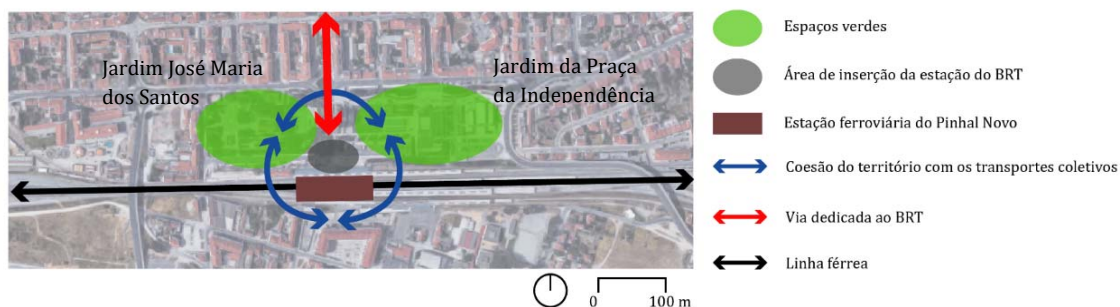 Jardim José Maria
dos Santos
Jardim da Praça
da Independência
Espaços verdes
Área de inserção da estação do BRT
Estação ferroviária do Pinhal Novo
Coesão do território com os transportes coletivos
Via dedicada ao BRT
Linha férrea
0 100 m